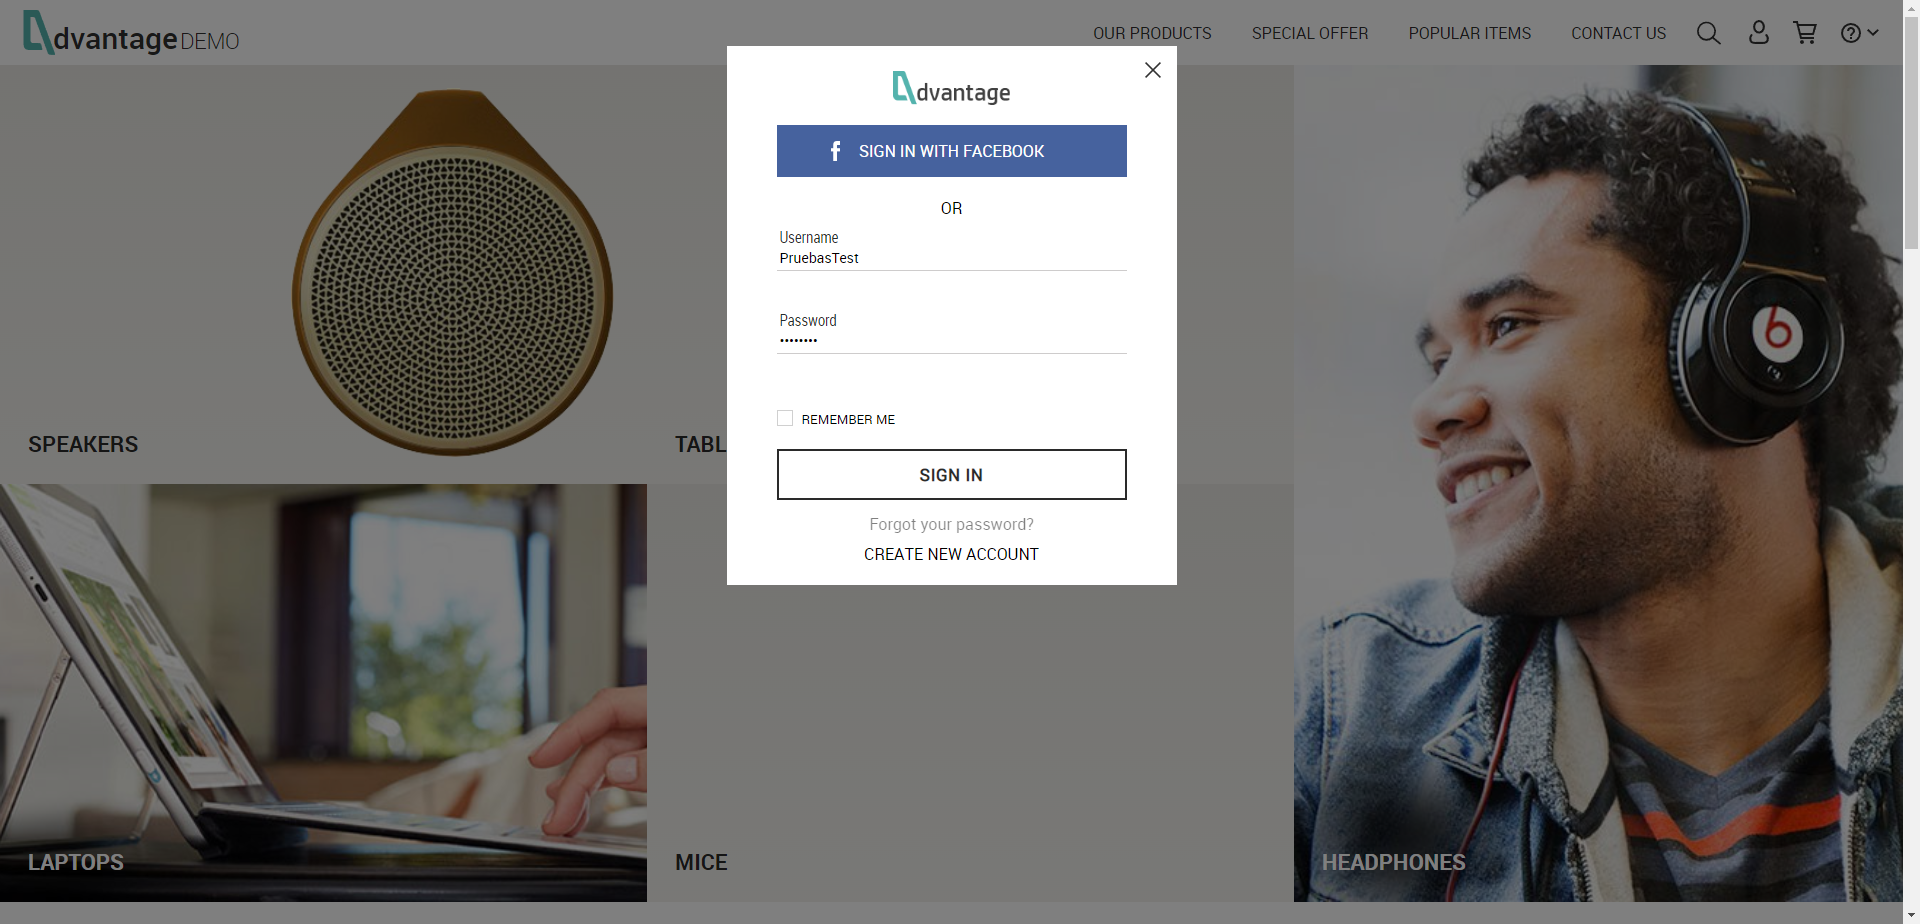 dvantage DEMO
OUR PRODUCTS
SPECIAL OFFER
POPULAR ITEMS
CONTACT US
dvantage
SIGN IN WITH FACEBOOK
OR
Username
PruebasTest
Password
••••••••
REMEMBER ME
SIGN IN
Forgot your password?
CREATE NEW ACCOUNT
SPEAKERS
TABL
LAPTOPS
MICE
HEADPHONES